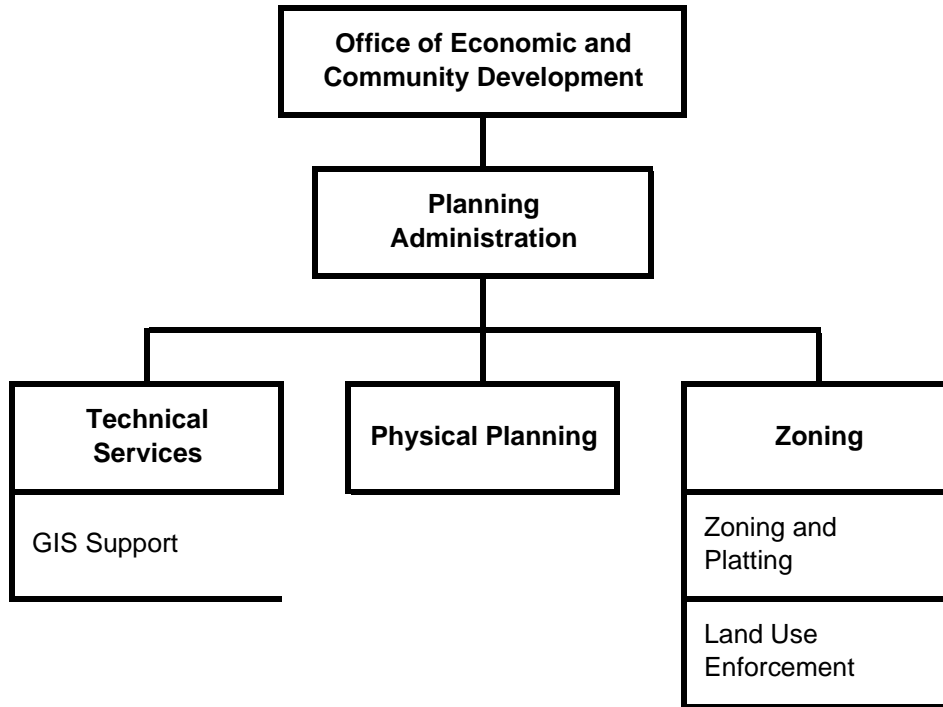 Office of Economic and
Community Development
Planning
Administration
Technical
Services
Physical Planning
Zoning
GIS Support
Zoning and
Platting
Land Use
Enforcement